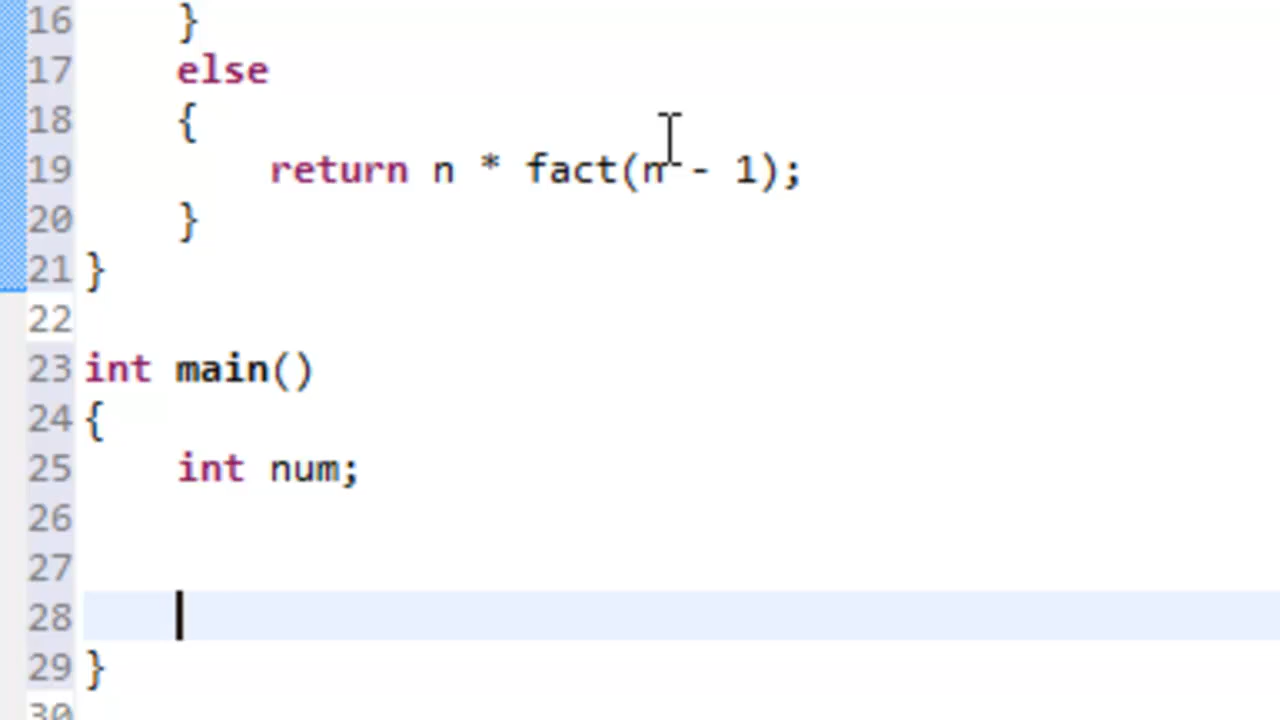 16 }
17 else
18 {
19 return n * fact(n - 1);
20 }
21 }
22
23 int main()
24 {
25 int num;
26
27
28
29 }
30